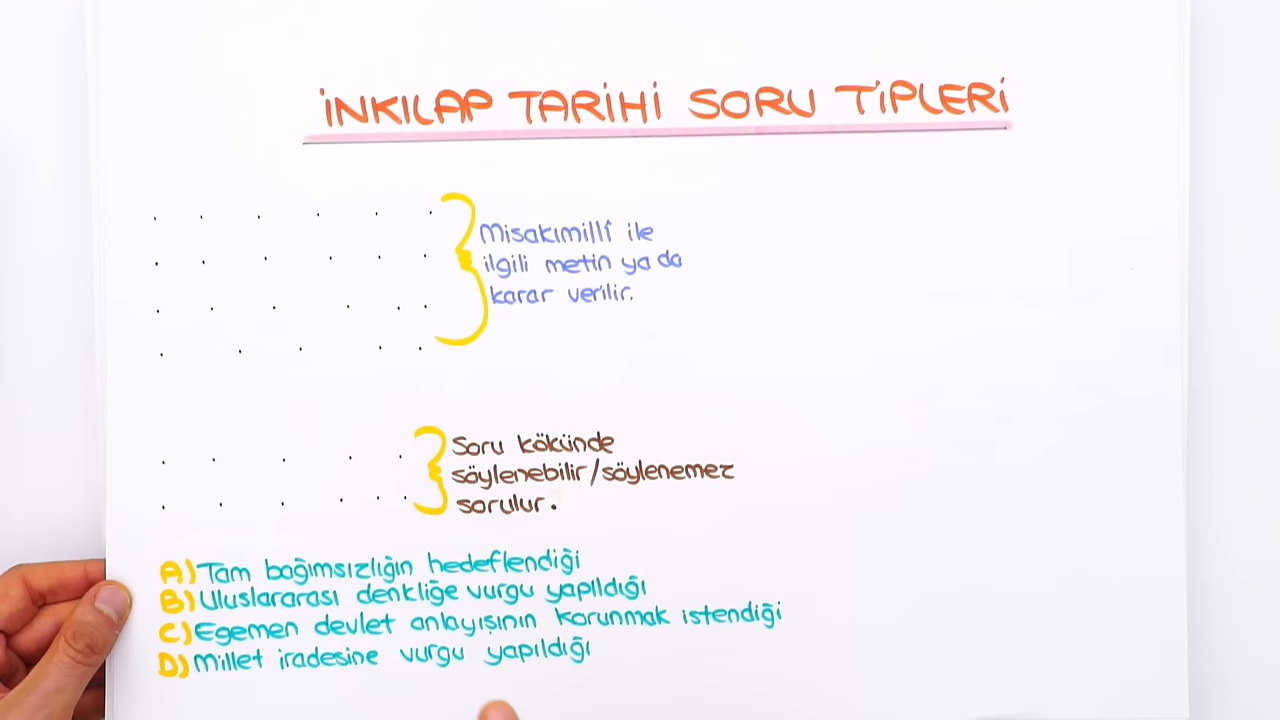 İNKILAP TARİHİ SORU TİPLERİ
Misakımillî ile
ilgili metin ya da
karar verilir.
Soru kökünde
söylenebilir/söylenemez
sorulur.
A) Tam bağımsızlığın hedeflendiği
B) Uluslararası denkliğe vurgu yapıldığı
C) Egemen devlet anlayışının korunmak istendiği
D) Millet iradesine vurgu yapıldığı